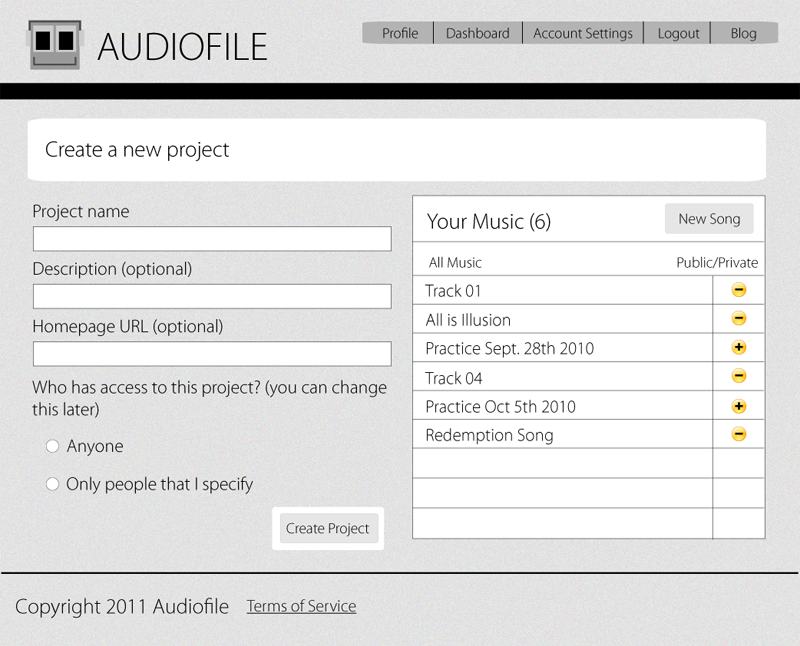 AUDIOFILE
Profile
Dashboard
Account Settings
Logout
Blog
Create a new project
Project name
Description (optional)
Homepage URL (optional)
Who has access to this project? (you can change
this later)
Anyone
Only people that I specify
Create Project
Your Music (6)
New Song
All Music
Public/Private
Track 01
All is Illusion
Practice Sept. 28th 2010
Track 04
Practice Oct 5th 2010
Redemption Song
Copyright 2011 Audiofile
Terms of Service